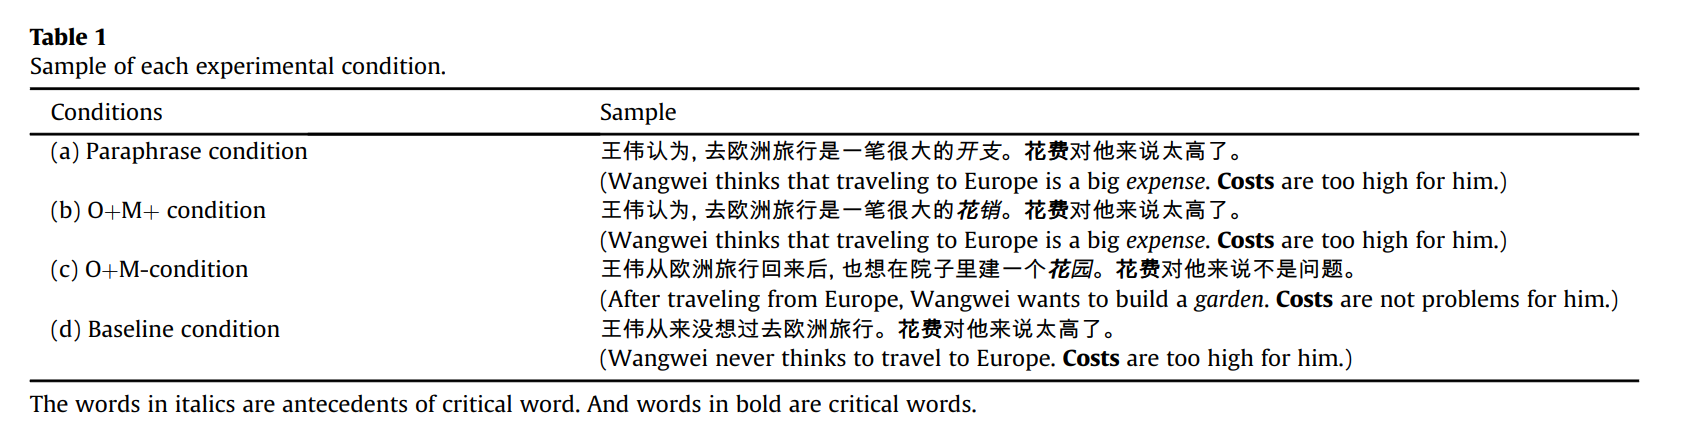 Table 1
Sample of each experimental condition.
Conditions Sample
(a) Paraphrase condition 王伟认为, 去欧洲旅行是一笔很大的开支。花费对他来说太高了。
(Wangwei thinks that traveling to Europe is a big expense. Costs are too high for him.)
(b) O+M+ condition 王伟认为, 去欧洲旅行是一笔很大的花销。花费对他来说太高了。
(Wangwei thinks that traveling to Europe is a big expense. Costs are too high for him.)
(c) O+M-condition 王伟从欧洲旅行回来后, 也想在院子里建一个花园。花费对他来说不是问题。
(After traveling from Europe, Wangwei wants to build a garden. Costs are not problems for him.)
(d) Baseline condition 王伟从来没想过去欧洲旅行。花费对他来说太高了。
(Wangwei never thinks to travel to Europe. Costs are too high for him.)
The words in italics are antecedents of critical word. And words in bold are critical words.